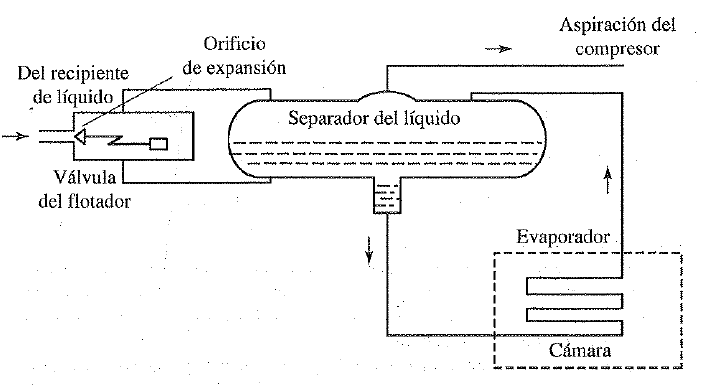 Aspiración del
compresor
Orificio
de expansión
Del recipiente
de líquido
Separador del líquido
Válvula
del flotador
Evaporador
Cámara